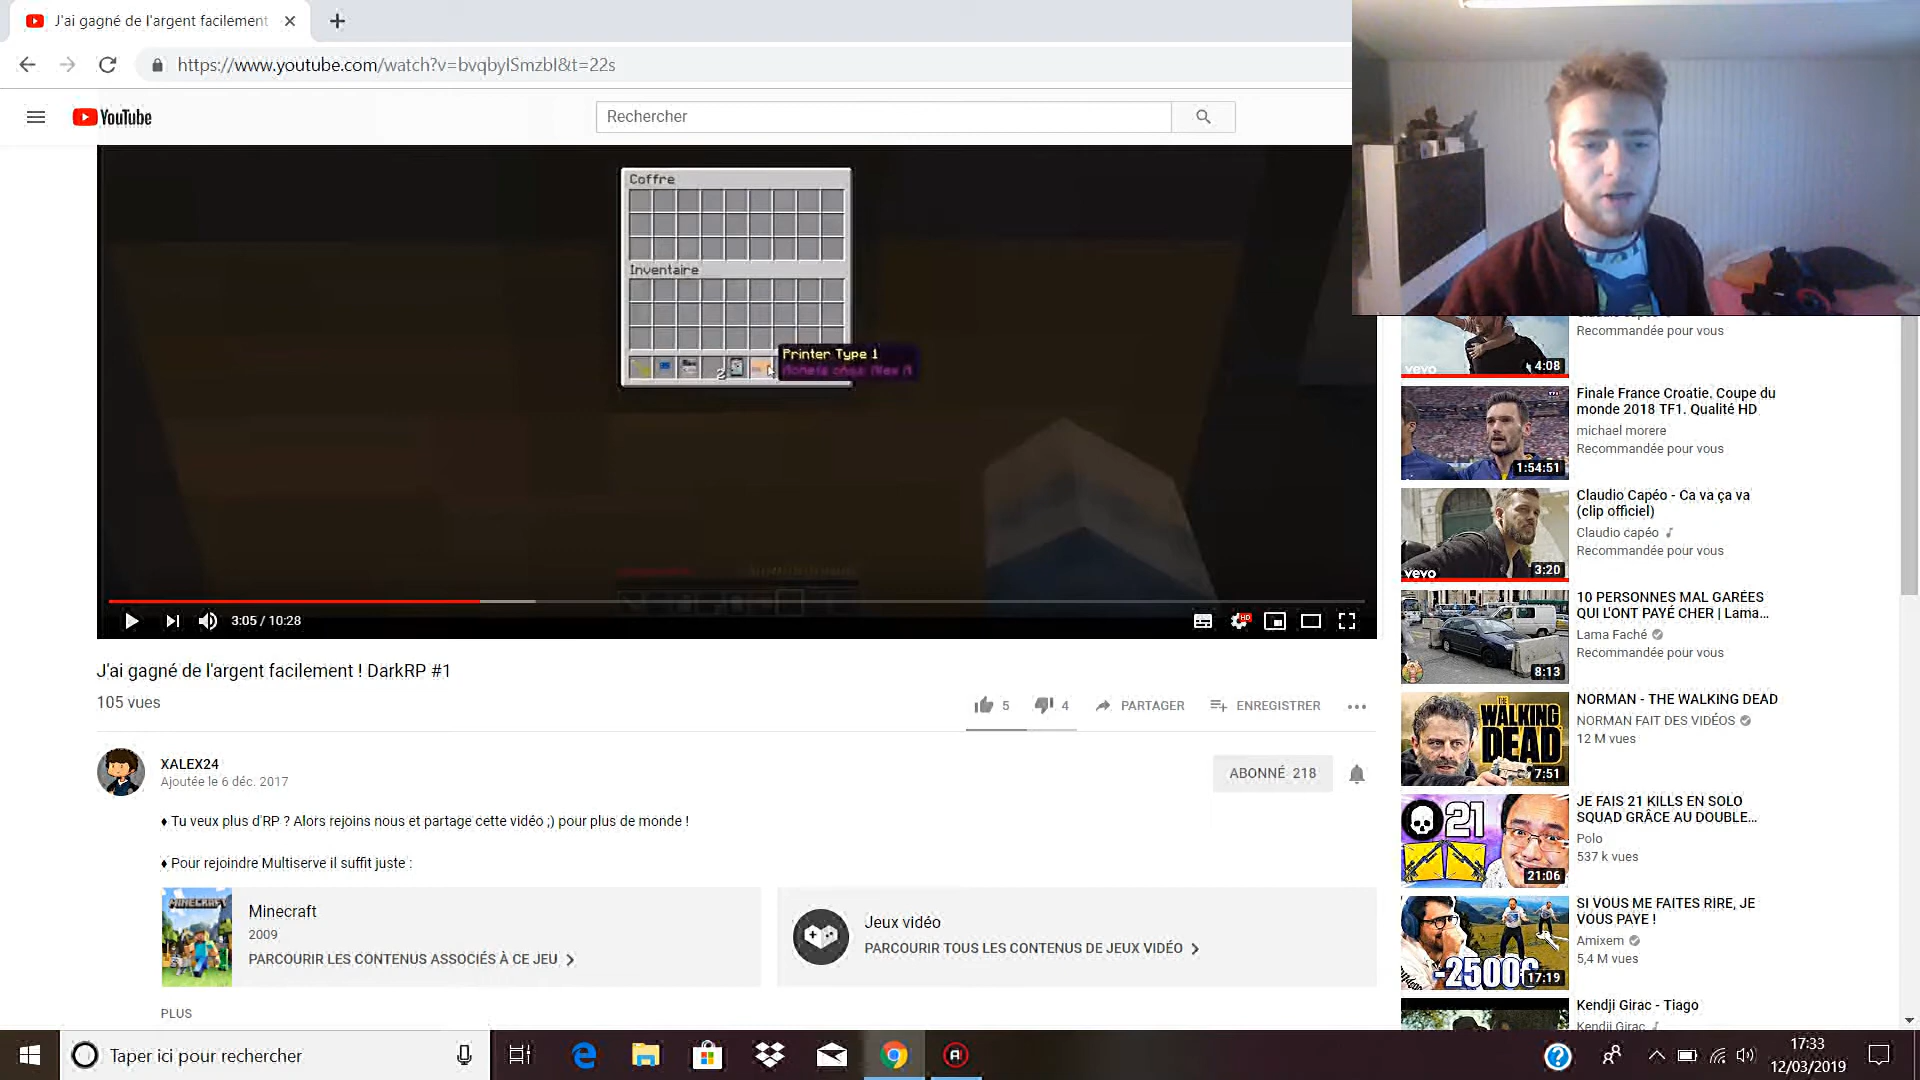 J'ai gagné de l'argent facilement
https://www.youtube.com/watch?v=bvqbyISmzbI&t=22s
YouTube
Rechercher
Coffre
Inventaire
Printer Type 1
2
3:05 / 10:28
HD
J'ai gagné de l'argent facilement ! DarkRP #1
105 vues
5
4
PARTAGER
ENREGISTRER
XALEX24
Ajoutée le 6 déc. 2017
ABONNÉ 218
♦ Tu veux plus d'RP ? Alors rejoins nous et partage cette vidéo ;) pour plus de monde !
♦ Pour rejoindre Multiserve il suffit juste :
MINECRAFT
Minecraft
2009
PARCOURIR LES CONTENUS ASSOCIÉS À CE JEU
Jeux vidéo
PARCOURIR TOUS LES CONTENUS DE JEUX VIDÉO
PLUS
vevo
4:08
Recommandée pour vous
1:54:51
Finale France Croatie, Coupe du
monde 2018 TF1. Qualité HD
michael morere
Recommandée pour vous
vevo
3:20
Claudio Capéo - Ca va ça va
(clip officiel)
Claudio capéo
Recommandée pour vous
8:13
10 PERSONNES MAL GARÉES
QUI L'ONT PAYÉ CHER | Lama...
Lama Faché
Recommandée pour vous
THE
WALKING
DEAD
7:51
NORMAN - THE WALKING DEAD
NORMAN FAIT DES VIDÉOS
12 M vues
21
21:06
JE FAIS 21 KILLS EN SOLO
SQUAD GRÂCE AU DOUBLE...
Polo
537 k vues
-2500€
17:19
SI VOUS ME FAITES RIRE, JE
VOUS PAYE !
Amixem
5,4 M vues
Kendji Girac - Tiago
Kendji Girac
Taper ici pour rechercher
17:33
12/03/2019